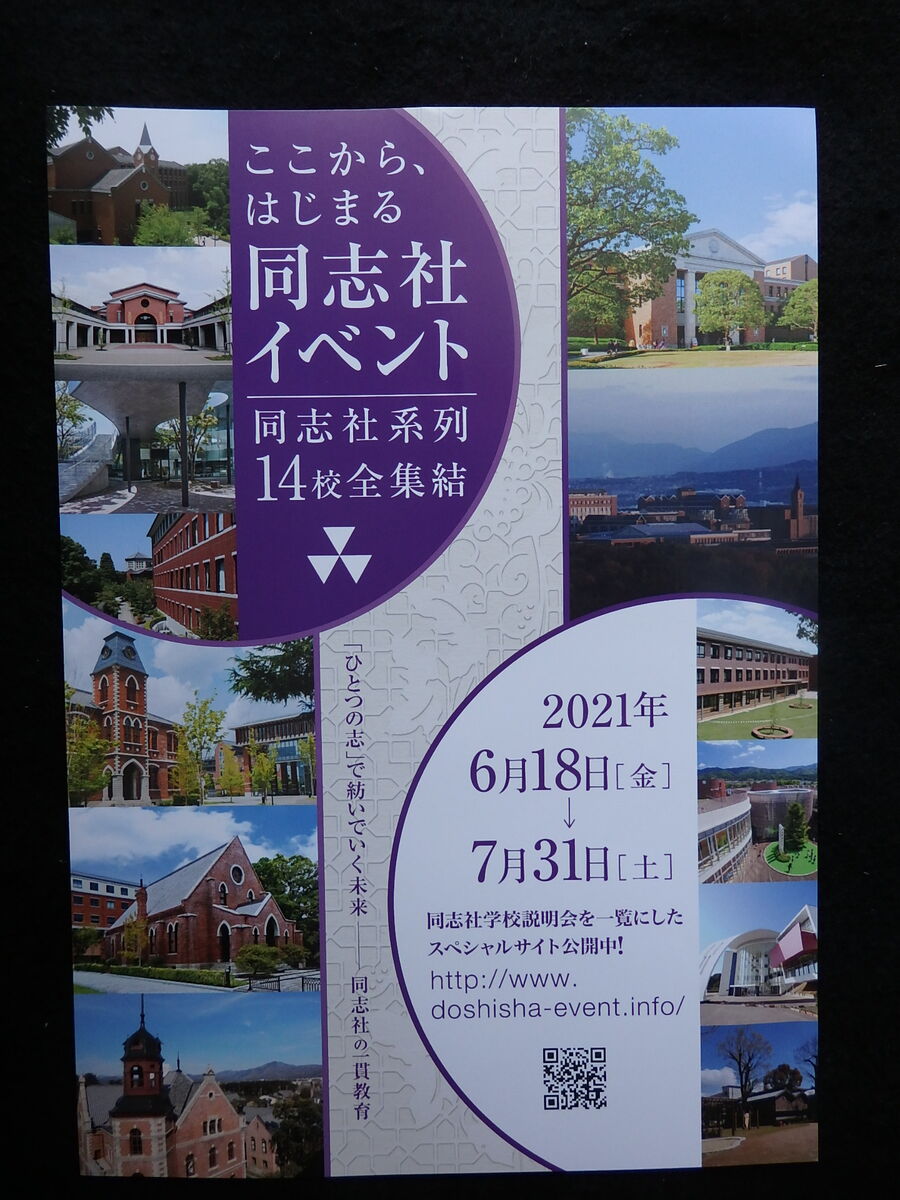 ここから、
はじまる
同志社
イベント
同志社系列
14校全集結
「ひとつの志」で紡いでいく未来――同志社の一貫教育
2021年
6月18日[金]
↓
7月31日[土]
同志社学校説明会を一覧にした
スペシャルサイト公開中!
http://www.
doshisha-event.info/